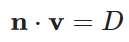 n · v = D